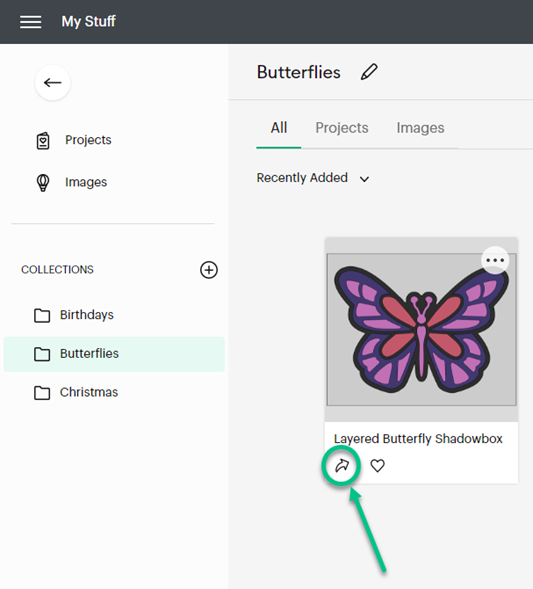 My Stuff
Butterflies
Projects
Images
All Projects Images
Recently Added
COLLECTIONS
Birthdays
Butterflies
Christmas
Layered Butterfly Shadowbox